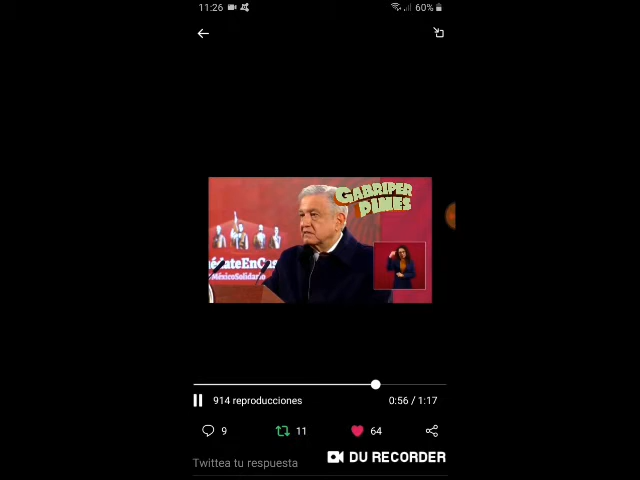 11:26
60%
GABRIPER
PINES
#MéxicoSolidario
914 reproducciones
0:56 / 1:17
9
11
64
Twittea tu respuesta
DU RECORDER